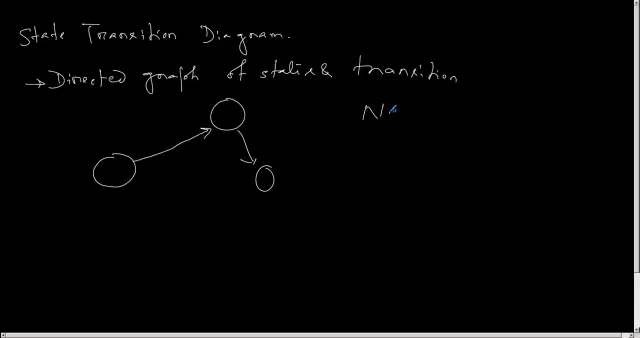 State Transition Diagram.
→ Directed graph of states & transition
N